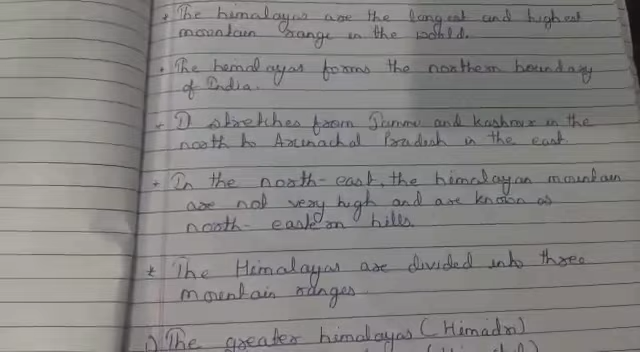 * The himalayas are the longest and highest
mountain range in the world.
* The hemalayas forms the northern boundary
of India.
* It stretches from Jammu and Kashmir in the
north to Arunachal Pradesh in the east.
* In the north-east, the himalayan mountain
are not very high and are known as
north-eastern hills.
* The Himalayas are divided into three
mountain ranges.
i) The greater himalayas (Himadri)